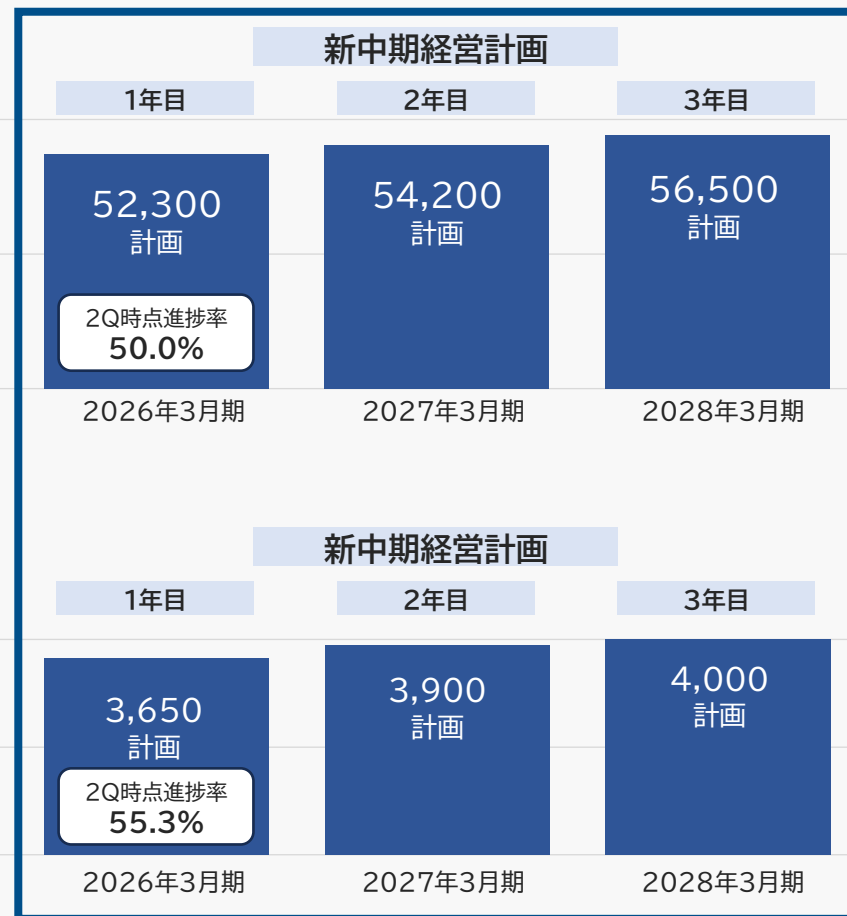 新中期経営計画
1年目
2年目
3年目
52,300
計画
54,200
計画
56,500
計画
2Q時点進捗率
50.0%
2026年3月期
2027年3月期
2028年3月期
新中期経営計画
1年目
2年目
3年目
3,650
計画
3,900
計画
4,000
計画
2Q時点進捗率
55.3%
2026年3月期
2027年3月期
2028年3月期